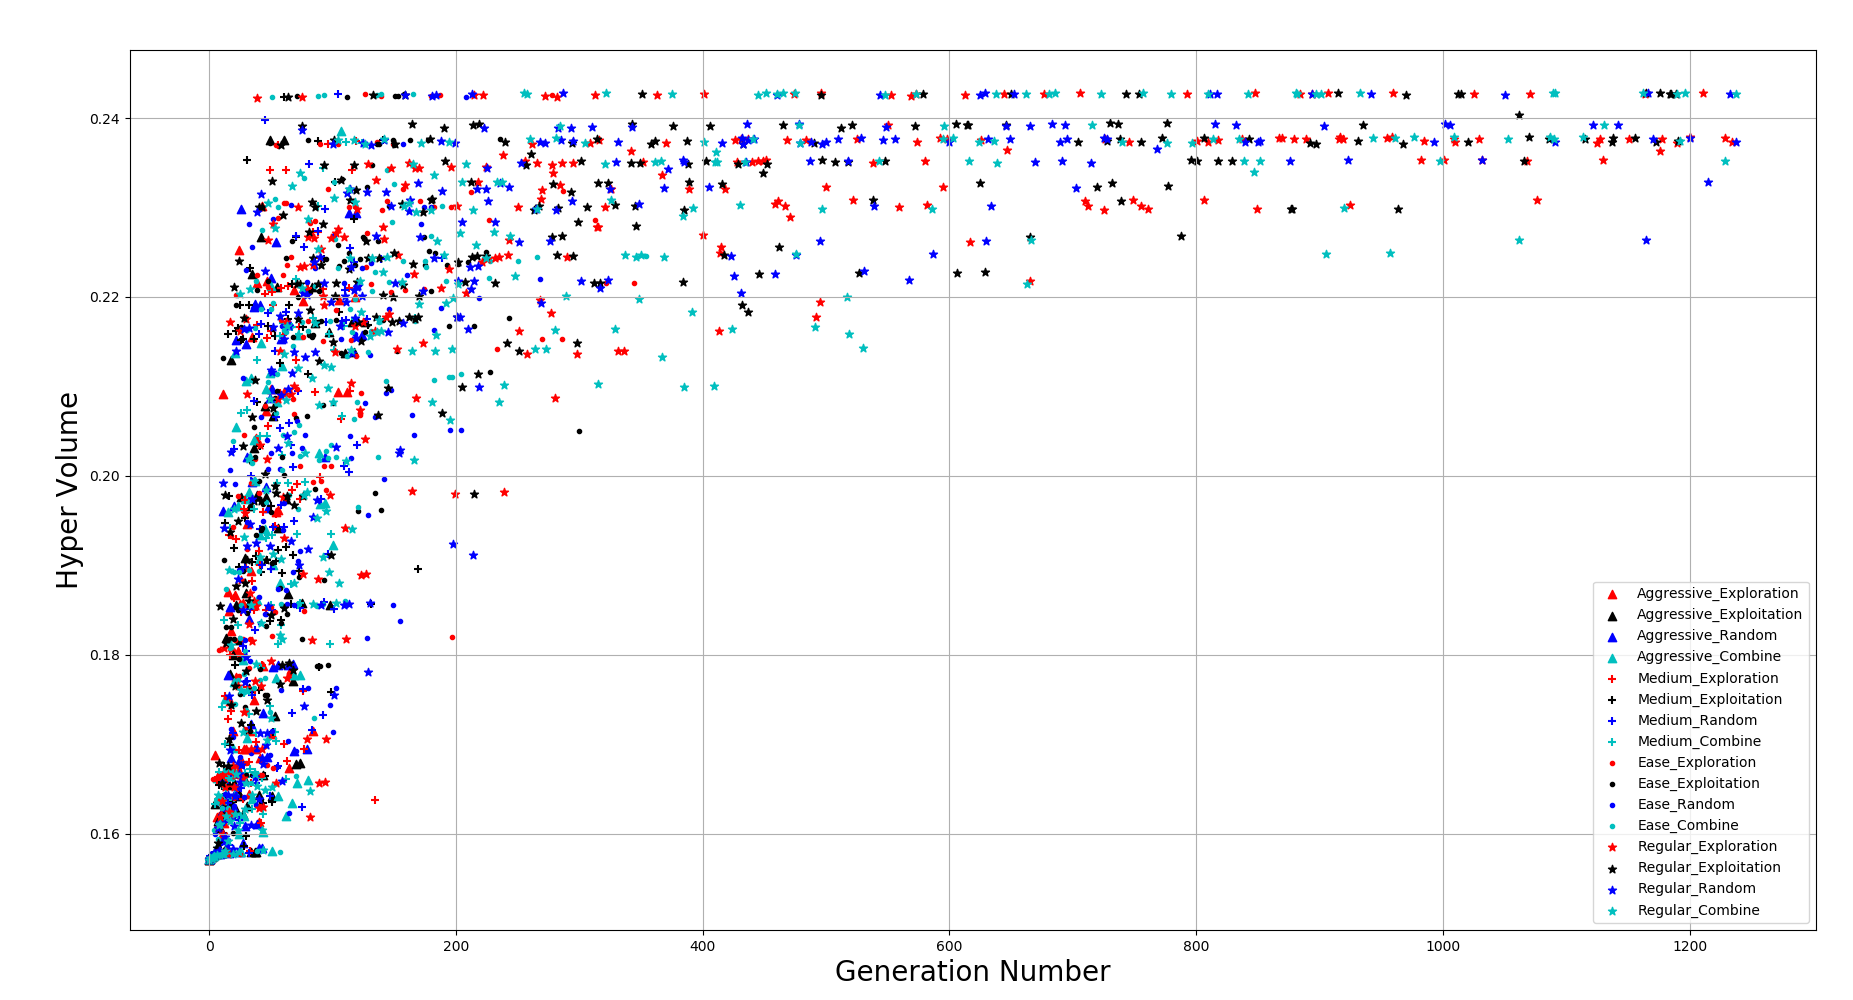 0.24
0.22
0.20
0.18
0.16
Hyper Volume
0
200
400
600
800
1000
1200
Generation Number
Aggressive_Exploration
Aggressive_Exploitation
Aggressive_Random
Aggressive_Combine
Medium_Exploration
Medium_Exploitation
Medium_Random
Medium_Combine
Ease_Exploration
Ease_Exploitation
Ease_Random
Ease_Combine
Regular_Exploration
Regular_Exploitation
Regular_Random
Regular_Combine